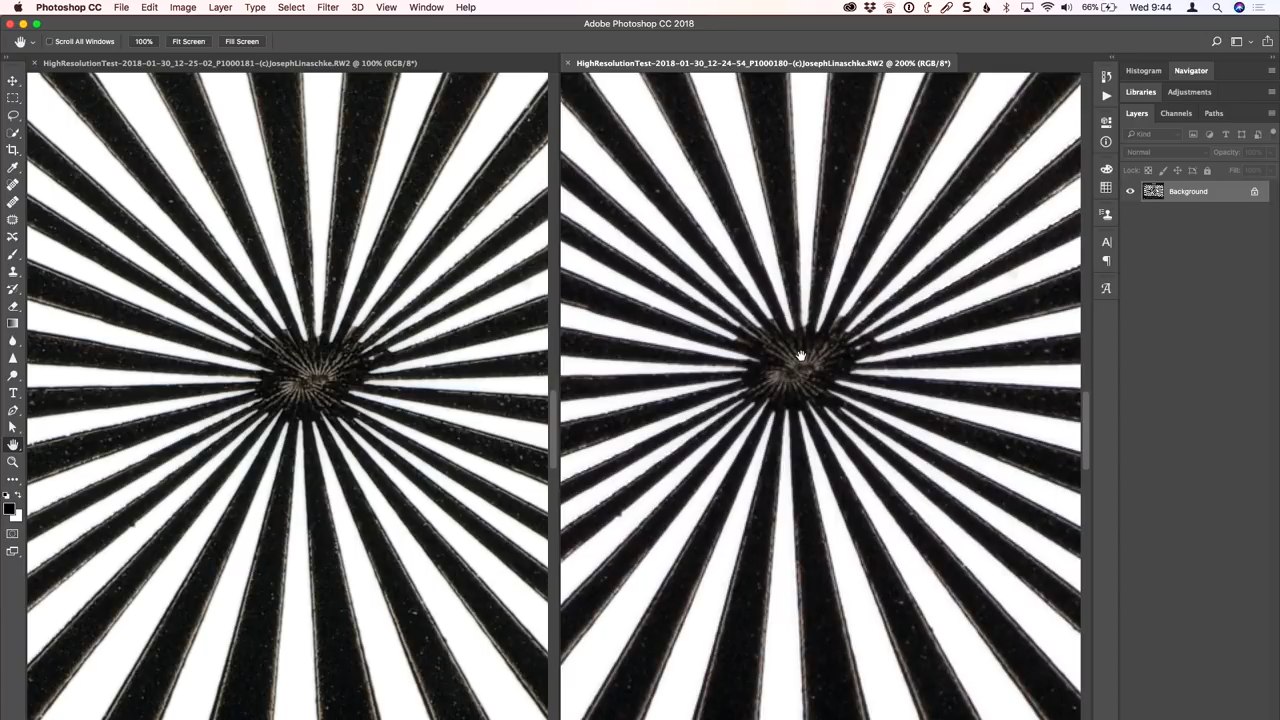 Photoshop CC File Edit Image Layer Type Select Filter 3D View Window Help 66% Wed 9:44
Adobe Photoshop CC 2018
Scroll All Windows 100% Fit Screen Fill Screen
HighResolutionTest-2018-01-30_12-25-02_P1000181-(c)JosephLinaschke.RW2 @ 100% (RGB/8*)
HighResolutionTest-2018-01-30_12-24-54_P1000180-(c)JosephLinaschke.RW2 @ 200% (RGB/8*)
Histogram Navigator
Libraries Adjustments
Layers Channels Paths
Kind
Normal Opacity: 100%
Lock: Fill: 100%
Background